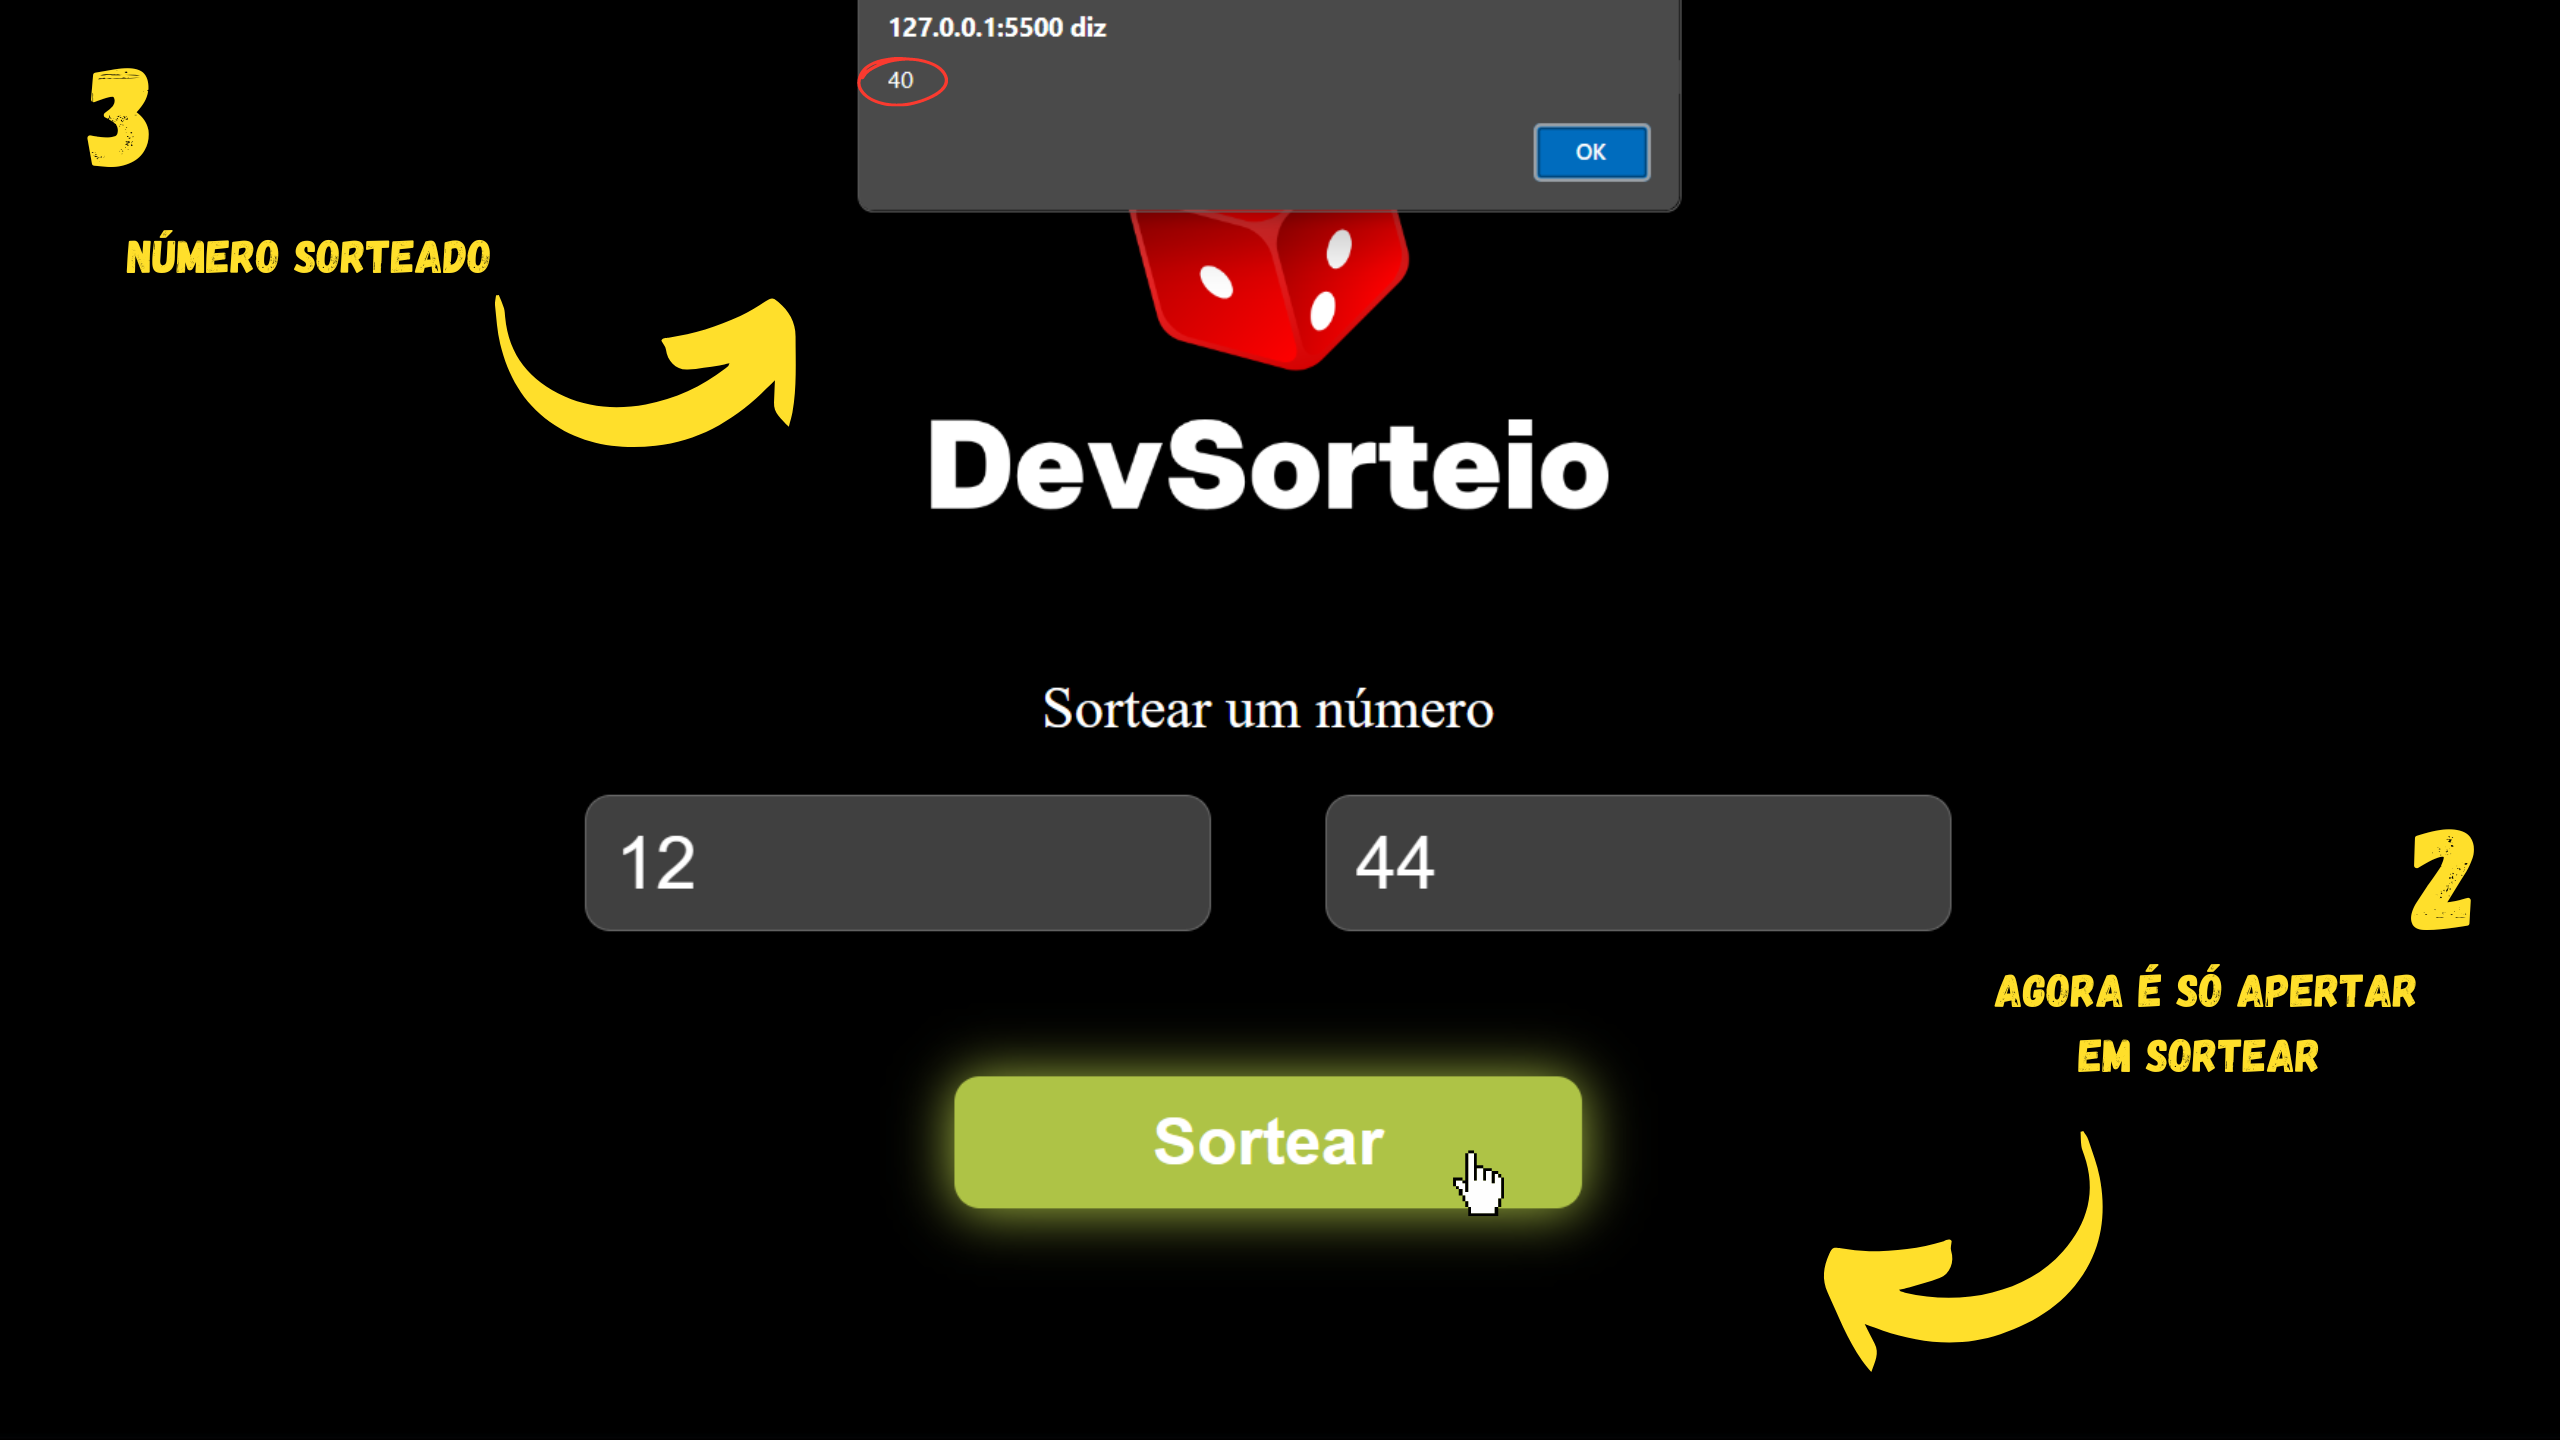 127.0.0.1:5500 diz
40
OK
3
NÚMERO SORTEADO
DevSorteio
Sortear um número
12
44
2
AGORA É SÓ APERTAR
EM SORTEAR
Sortear